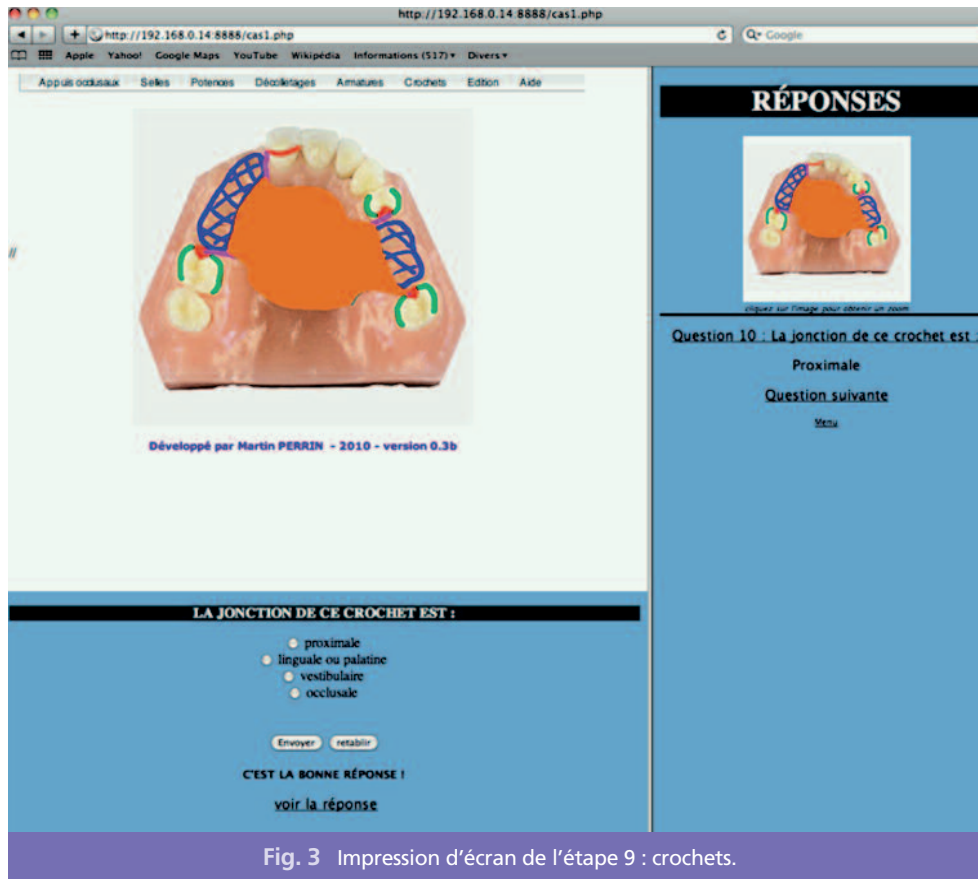 http://192.168.0.14:8888/cas1.php
http://192.168.0.14:8888/cas1.php
Q▾ Google
Apple Yahoo! Google Maps YouTube Wikipédia Informations (517)▾ Divers▾
Appuis occlusaux Selles Potences Décolletages Armatures Crochets Edition Aide
//
Développé par Martin PERRIN - 2010 - version 0.3b
LA JONCTION DE CE CROCHET EST :
proximale
linguale ou palatine
vestibulaire
occlusale
Envoyer retablir
C'EST LA BONNE RÉPONSE !
voir la réponse
RÉPONSES
cliquez sur l'image pour obtenir un zoom
Question 10 : La jonction de ce crochet est :
Proximale
Question suivante
Menu
Fig. 3 Impression d'écran de l'étape 9 : crochets.